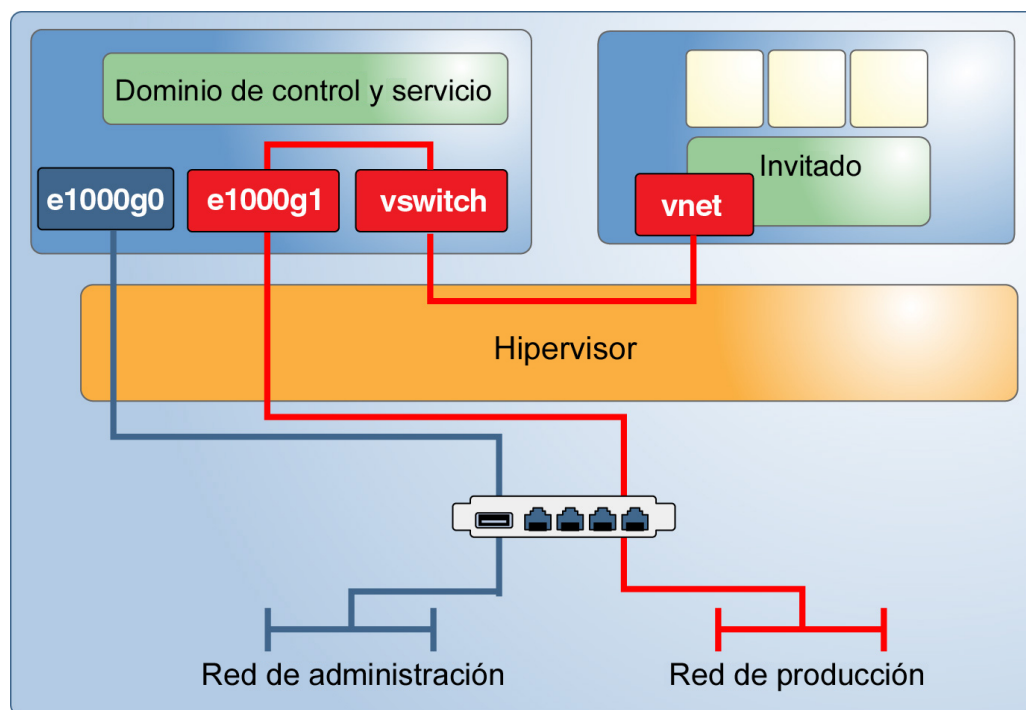 Dominio de control y servicio
e1000g0
e1000g1
vswitch
Invitado
vnet
Hipervisor
Red de administración
Red de producción